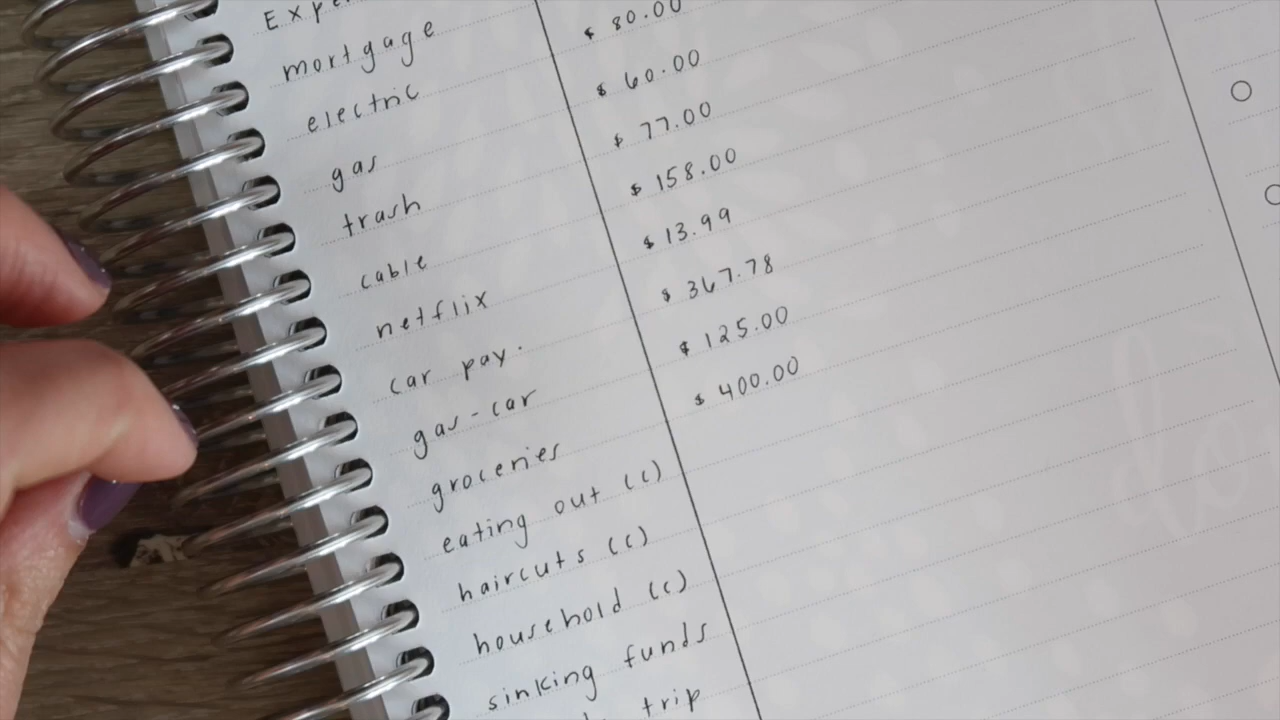 mortgage
electric $ 80.00
gas $ 60.00
trash $ 77.00
cable $ 158.00
netflix $ 13.99
car pay. $ 367.78
gas-car $ 125.00
groceries $ 400.00
eating out (c)
haircuts (c)
household (c)
sinking funds
trip